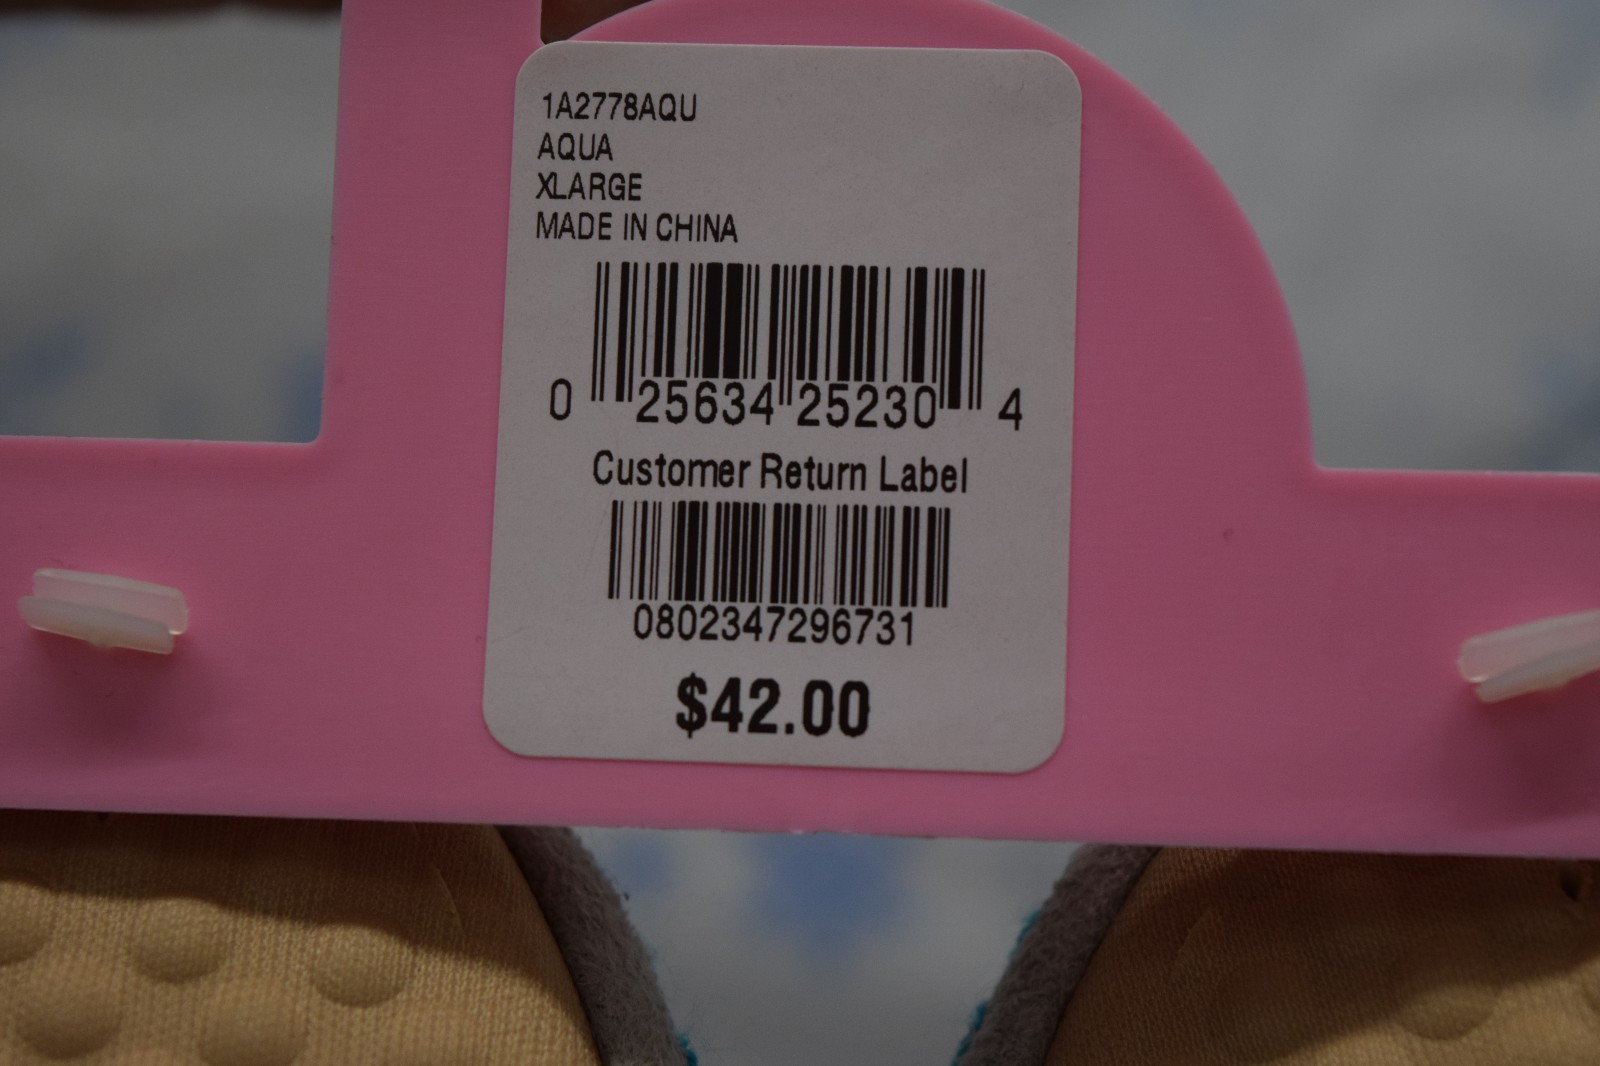 1A2778AQU
AQUA
XLARGE
MADE IN CHINA
0 25634 25230 4
Customer Return Label
0802347296731
$42.00